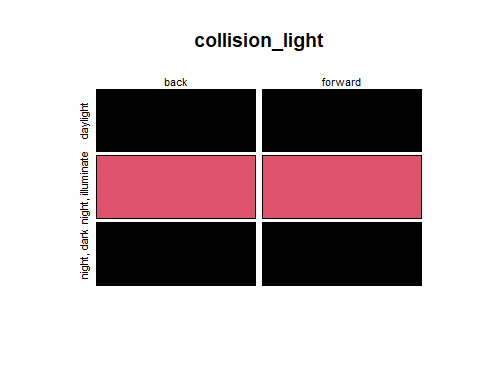 collision_light
back forward
daylight
night, illuminate
night, dark